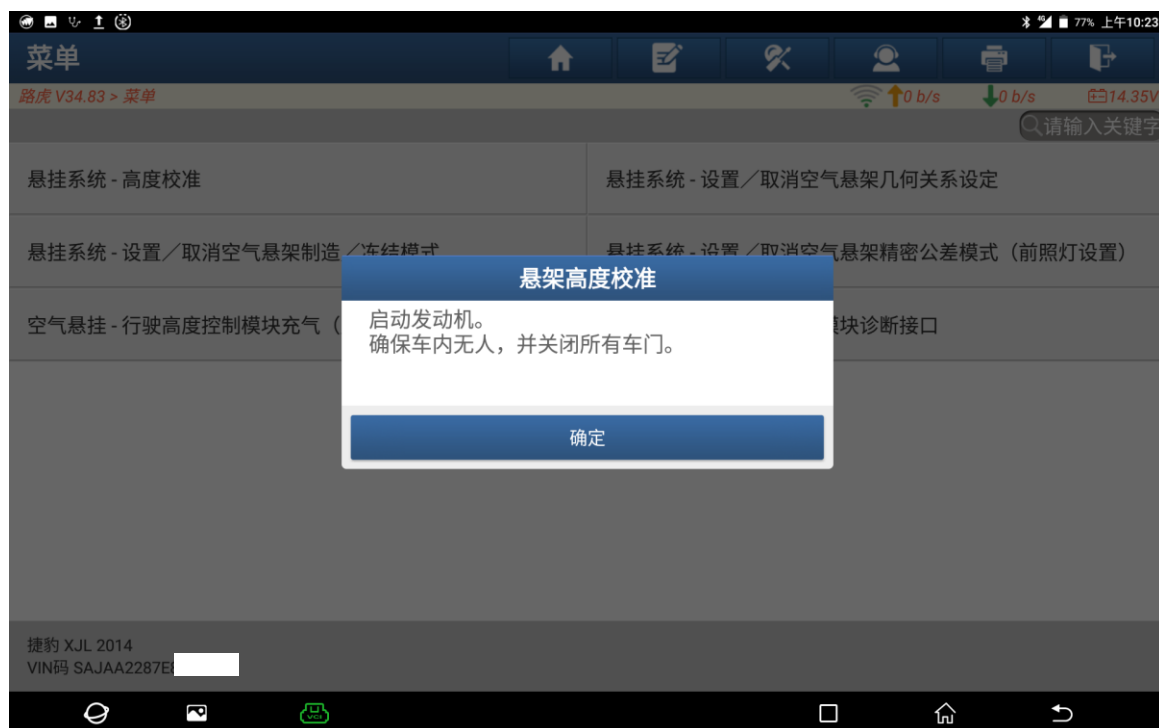 77% 上午10:23
菜单
路虎 V34.83 > 菜单
0 b/s
0 b/s
14.35V
请输入关键字
悬挂系统 - 高度校准
悬挂系统 - 设置／取消空气悬架几何关系设定
悬挂系统 - 设置／取消空气悬架制造／冻结模式
悬挂系统 - 设置／取消空气悬架精密公差模式（前照灯设置）
空气悬挂 - 行驶高度控制模块充气（
块诊断接口
悬架高度校准
启动发动机。
确保车内无人，并关闭所有车门。
确定
捷豹 XJL 2014
VIN码 SAJAA2287E
VCI